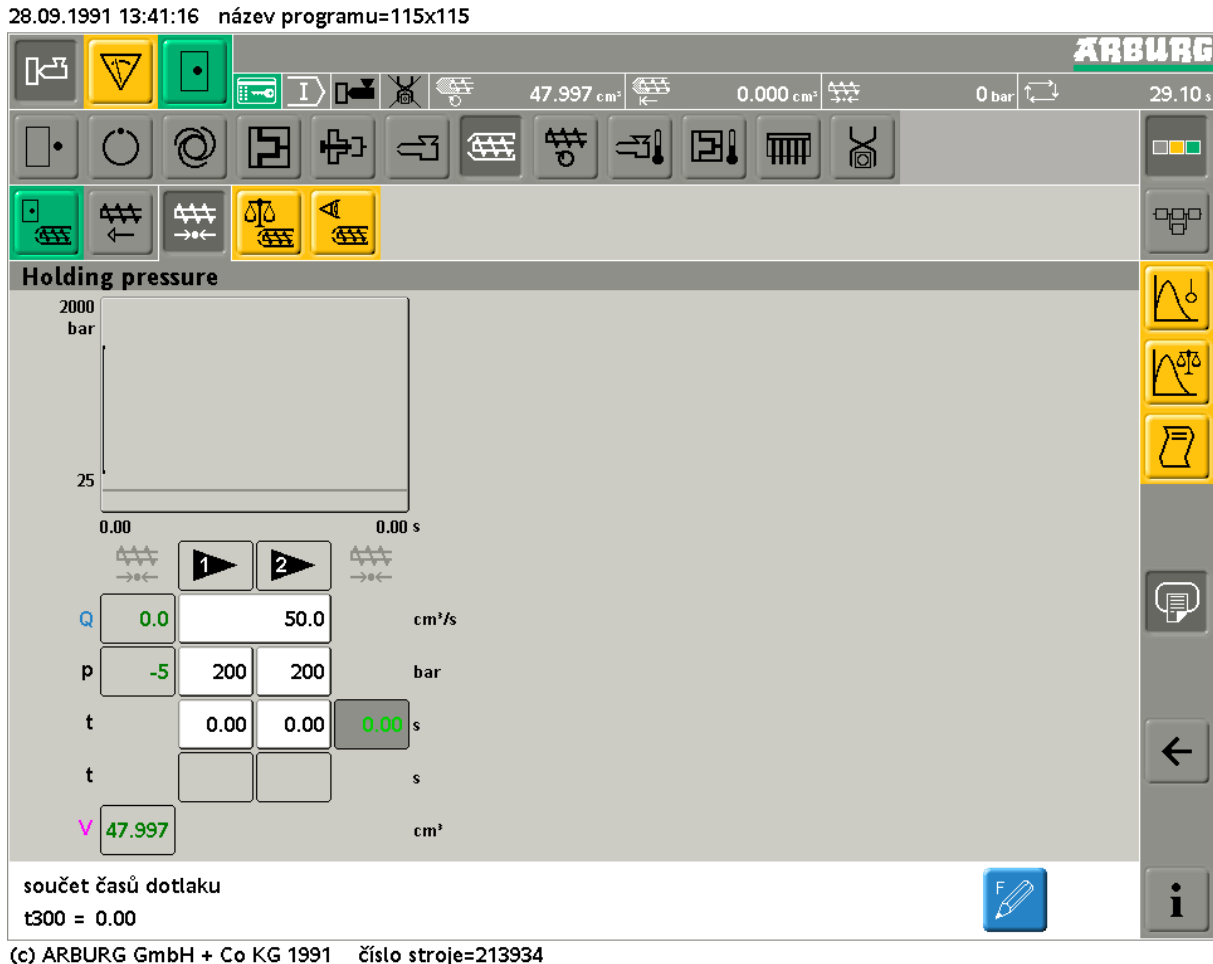 28.09.1991 13:41:16 název programu=115x115
ARBURG
47.997 cm³ 0.000 cm³ 0 bar 29.10 s
Holding pressure
2000
bar
25
0.00 0.00 s
1 2
Q 0.0 50.0 cm³/s
p -5 200 200 bar
t 0.00 0.00 0.00 s
t s
V 47.997 cm³
součet časů dotlaku
t300 = 0.00
F
i
(c) ARBURG GmbH + Co KG 1991 číslo stroje=213934